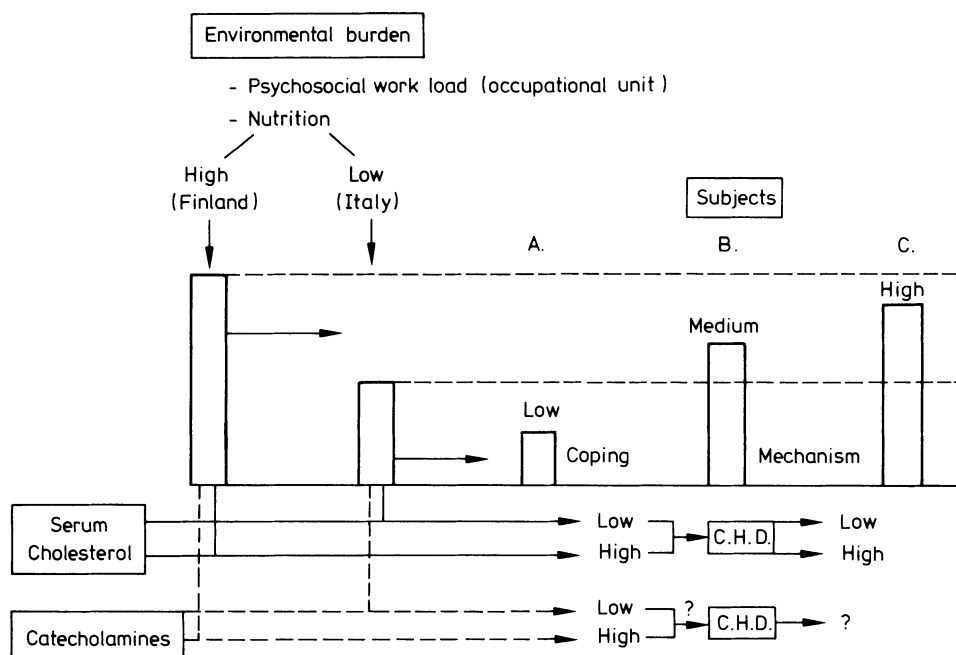 Environmental burden
- Psychosocial work load (occupational unit)
- Nutrition
High Low
(Finland) (Italy)
Subjects
A. B. C.
High
Medium
Low
Coping Mechanism
Serum
Cholesterol
Low
High
C.H.D.
Low
High
Catecholamines
Low
High
?
C.H.D.
?